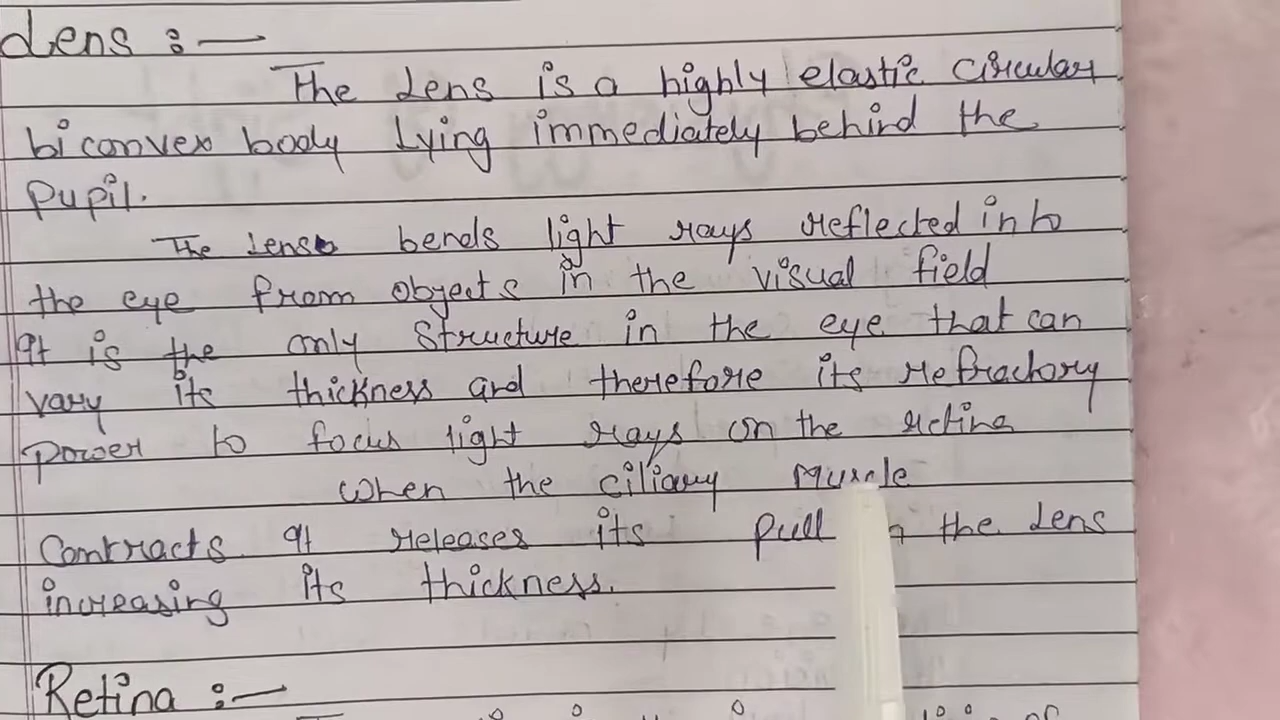 Lens :—
The Lens is a highly elastic circular
biconvex body Lying immediately behind the
Pupil.
The Lens bends light rays reflected into
the eye from objects in the visual field
It is the only Structure in the eye that can
vary its thickness and therefore its refractory
Power to focus light rays on the retina
When the ciliary Muscle
Contracts It releases its Pull the Lens
increasing its thickness.
Retina :—